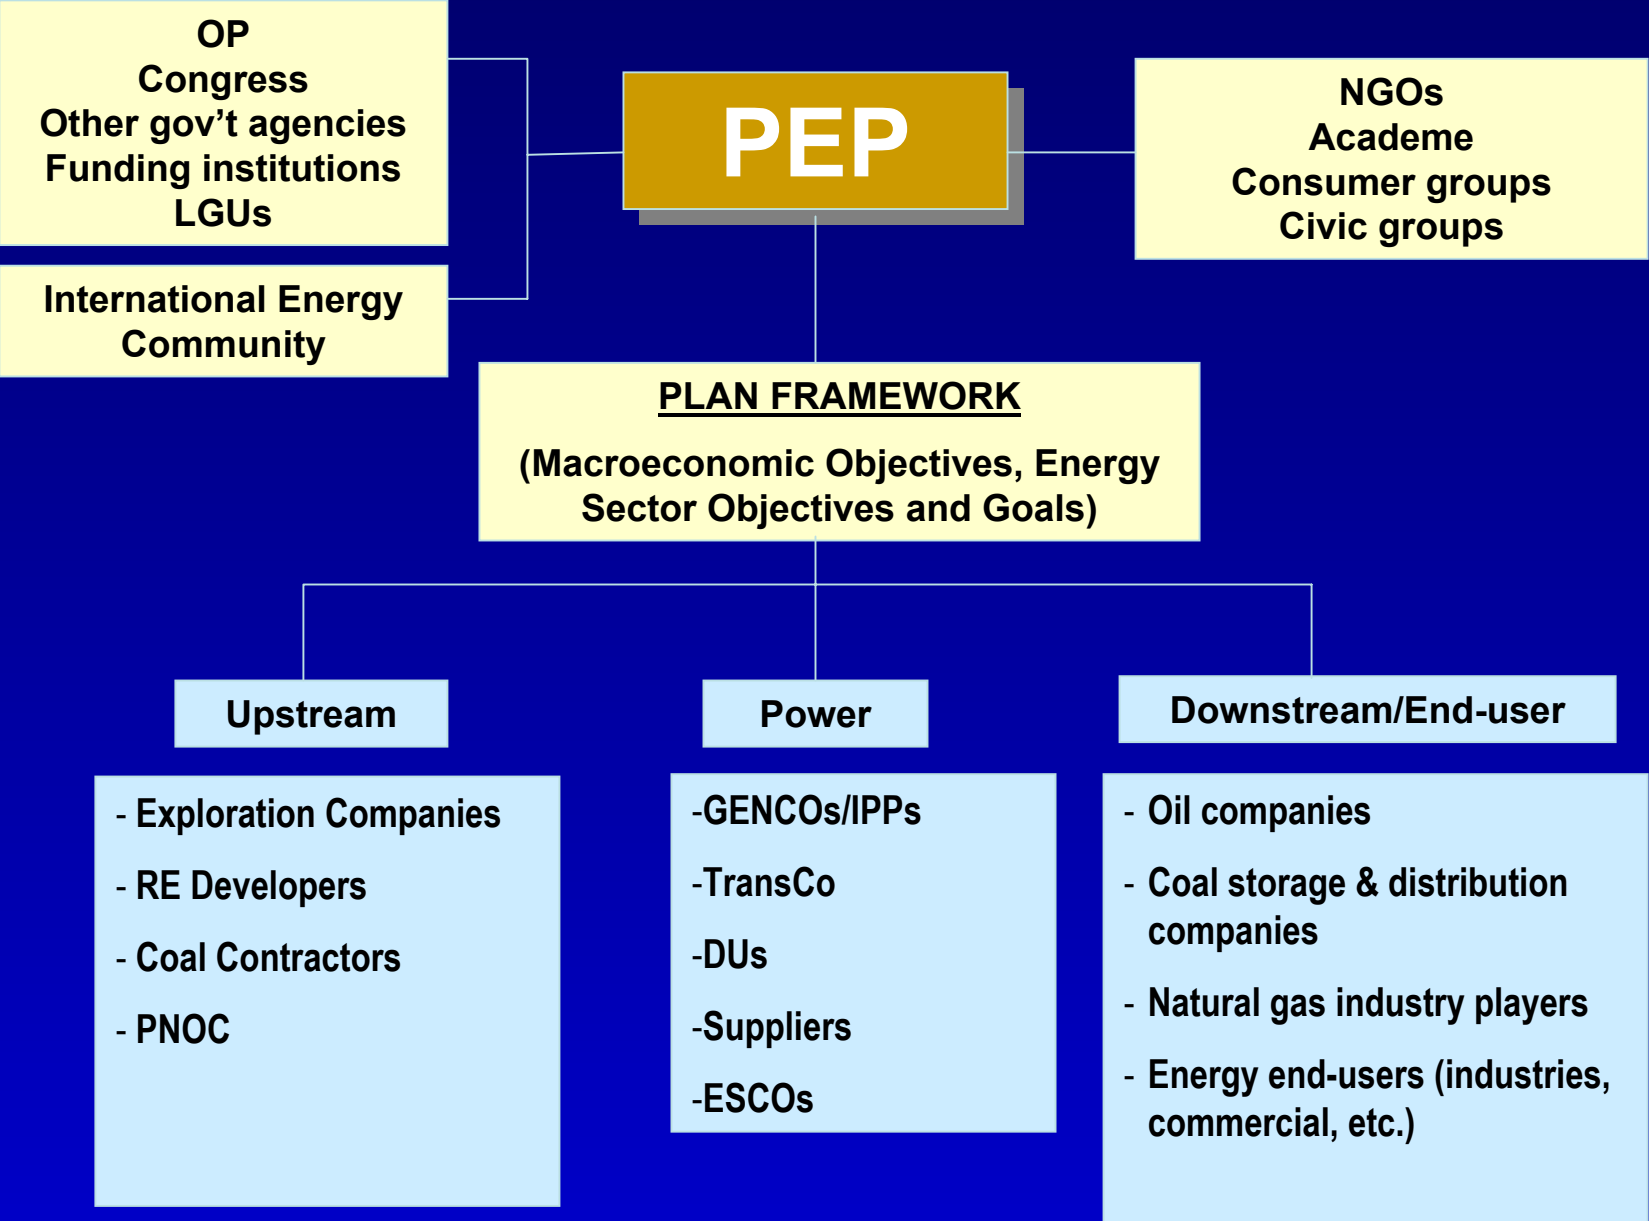 OP
Congress
Other gov’t agencies
Funding institutions
LGUs
International Energy
Community
PEP
NGOs
Academe
Consumer groups
Civic groups
PLAN FRAMEWORK
(Macroeconomic Objectives, Energy
Sector Objectives and Goals)
Upstream
- Exploration Companies
- RE Developers
- Coal Contractors
- PNOC
Power
-GENCOs/IPPs
-TransCo
-DUs
-Suppliers
-ESCOs
Downstream/End-user
- Oil companies
- Coal storage & distribution
companies
- Natural gas industry players
- Energy end-users (industries,
commercial, etc.)